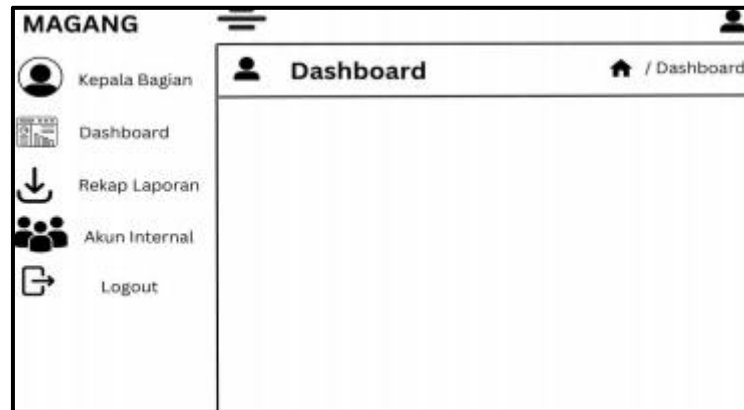 MAGANG
Kepala Bagian
Dashboard
Rekap Laporan
Akun Internal
Logout
Dashboard
/ Dashboard